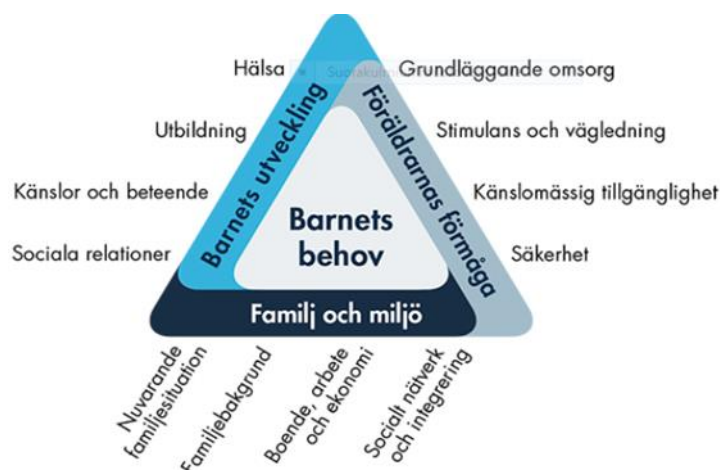 Hälsa
Utbildning
Känslor och beteende
Sociala relationer
Barnets utveckling
Grundläggande omsorg
Stimulans och vägledning
Känslomässig tillgänglighet
Säkerhet
Föräldrarnas förmåga
Barnets
behov
Familj och miljö
Nuvarande
familjesituation
Familjebakgrund
Boende, arbete
och ekonomi
Socialt nätverk
och integrering